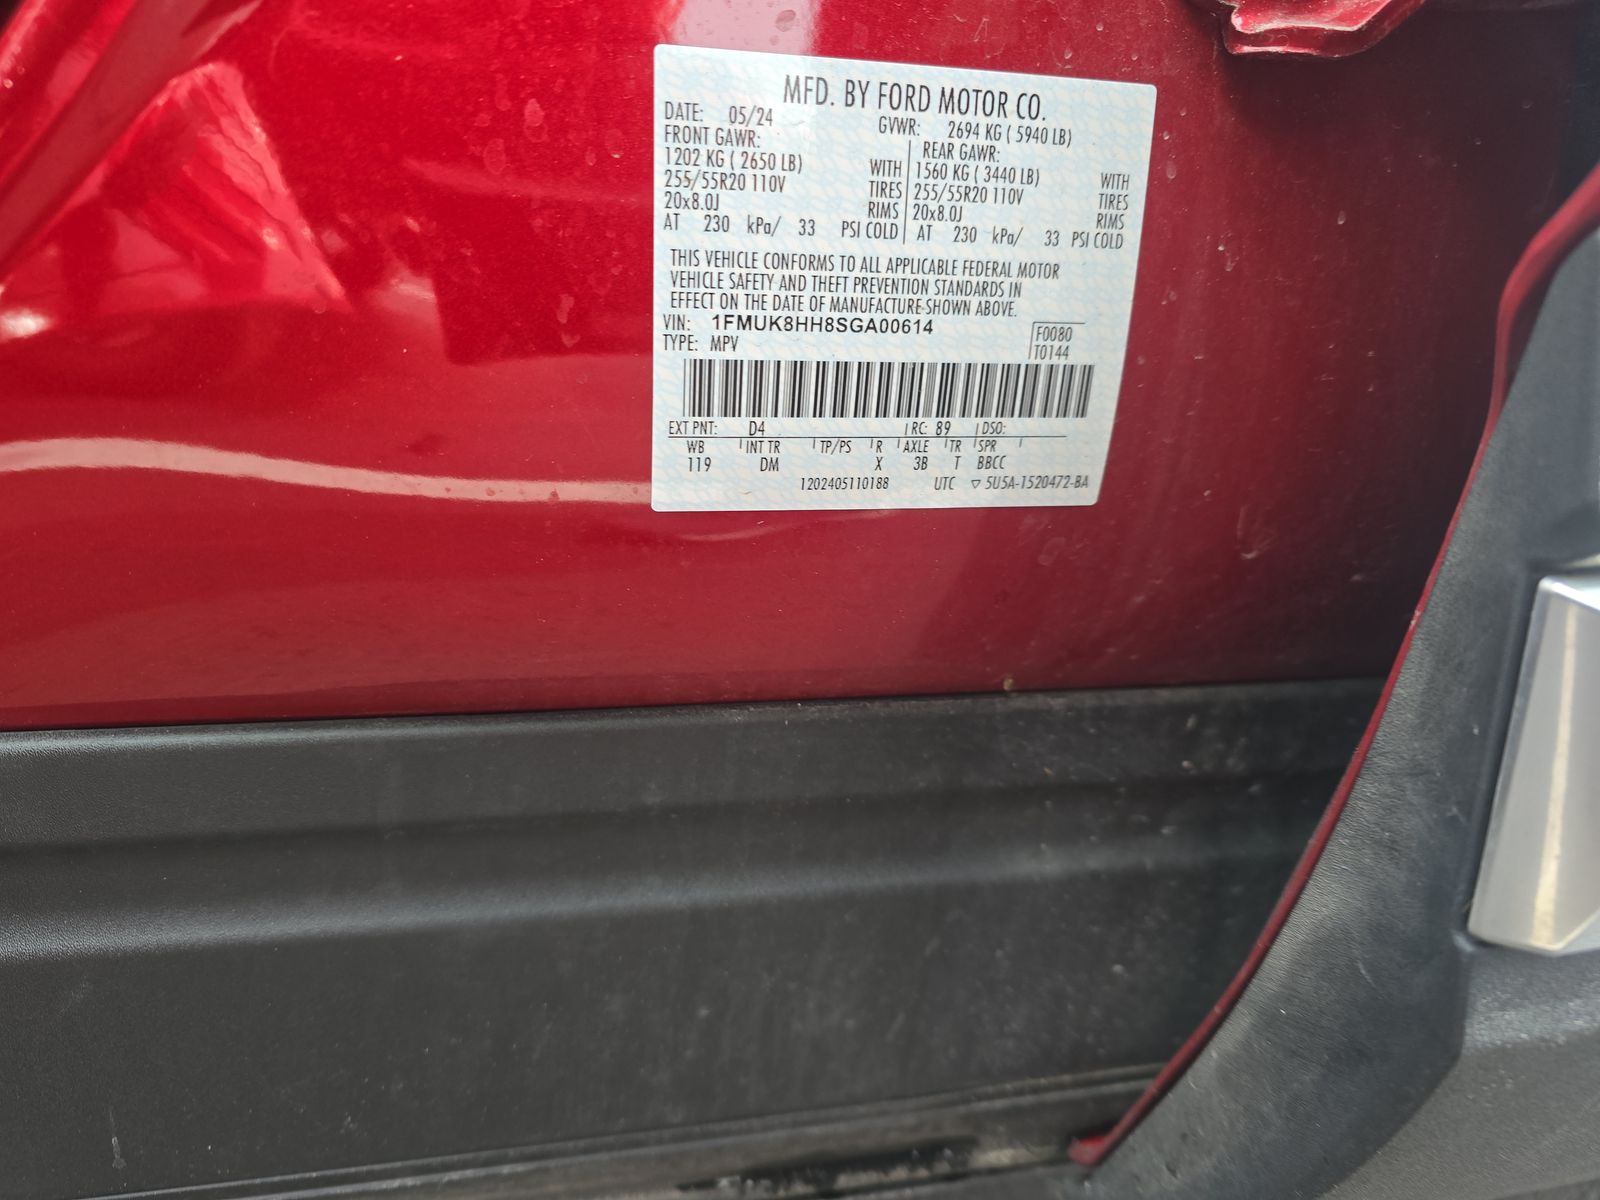 MFD. BY FORD MOTOR CO.
DATE: 05/24 GVWR: 2694 KG ( 5940 LB)
FRONT GAWR: REAR GAWR:
1202 KG ( 2650 LB) WITH 1560 KG ( 3440 LB) WITH
255/55R20 110V TIRES 255/55R20 110V TIRES
20x8.0J RIMS 20x8.0J RIMS
AT 230 kPa/ 33 PSI COLD AT 230 kPa/ 33 PSI COLD
THIS VEHICLE CONFORMS TO ALL APPLICABLE FEDERAL MOTOR
VEHICLE SAFETY AND THEFT PREVENTION STANDARDS IN
EFFECT ON THE DATE OF MANUFACTURE SHOWN ABOVE.
VIN: 1FMUK8HH8SGA00614 F0080
TYPE: MPV T0144
EXT PNT: D4 RC: 89 DSO:
WB INT TR TP/PS R AXLE TR SPR
119 DM X 3B T BBCC
1202405110188 UTC ▽ 5U5A-1520472-BA